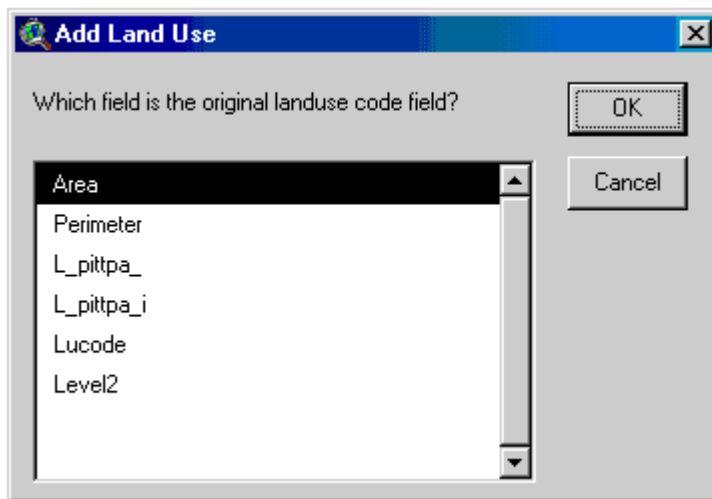 Add Land Use
Which field is the original landuse code field?
OK
Cancel
Area
Perimeter
L_pittpa_
L_pittpa_i
Lucode
Level2